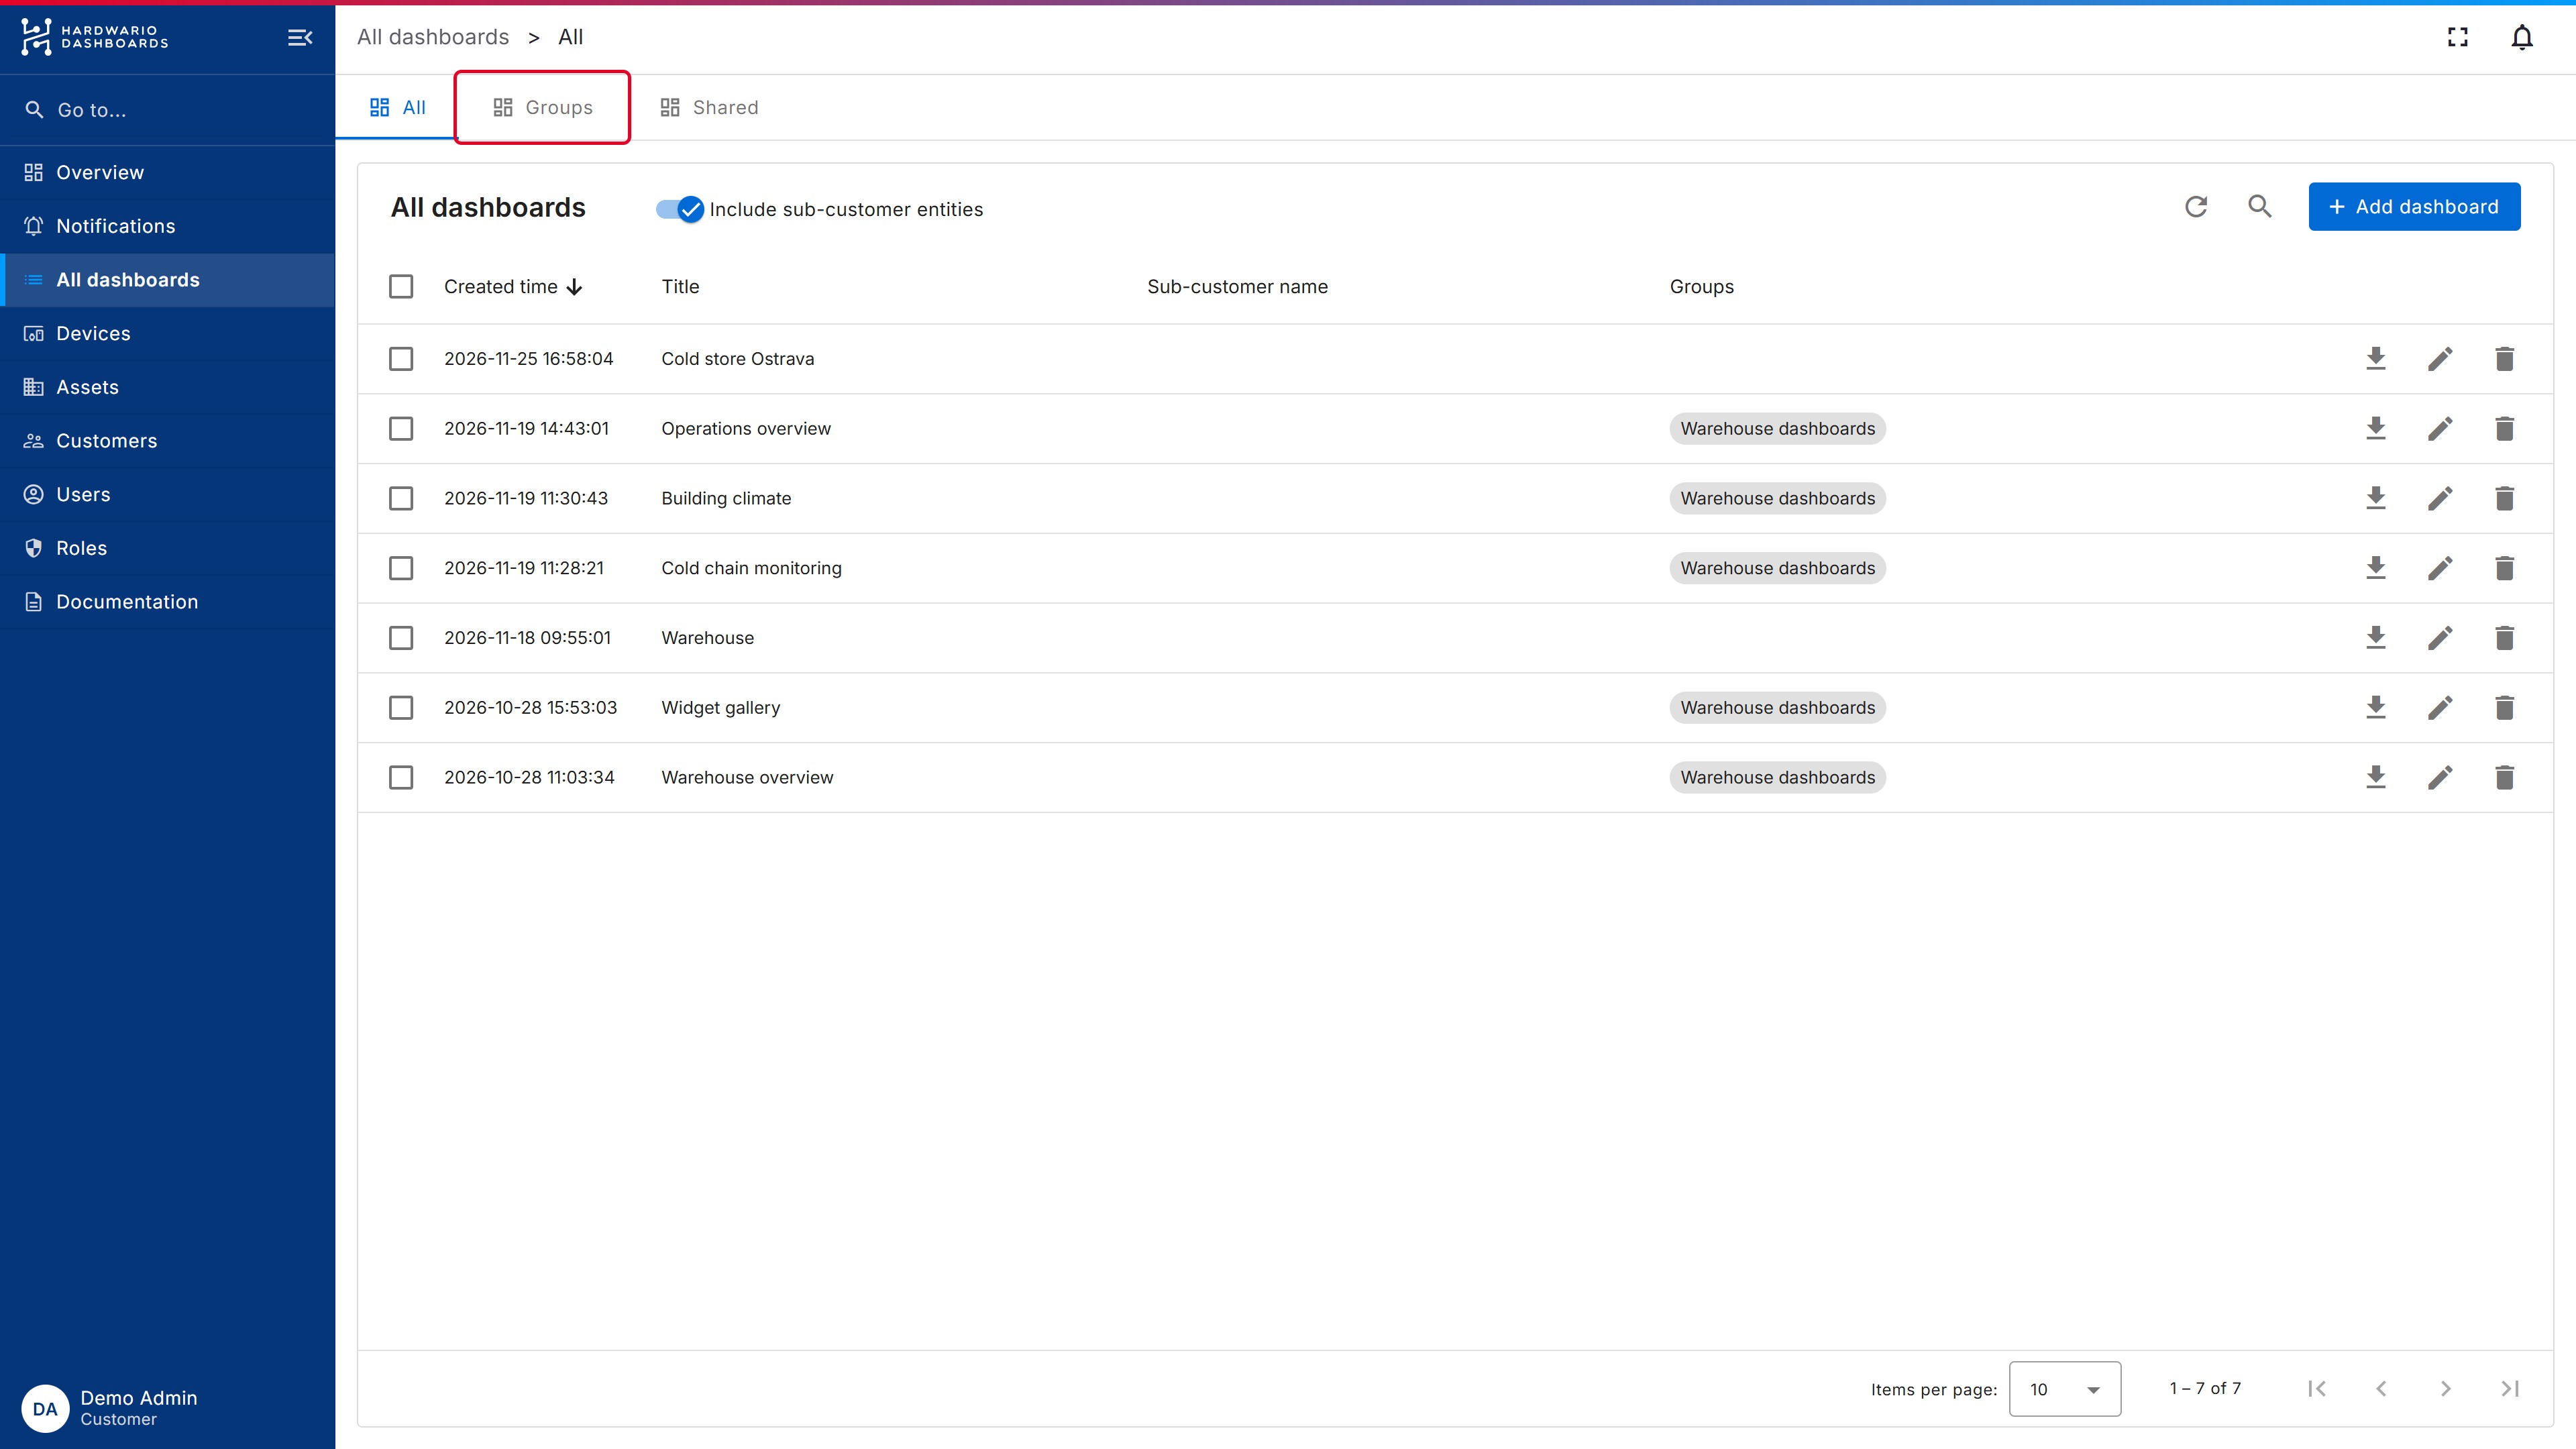 HARDWARIO
DASHBOARDS
All dashboards > All
Go to...
All
Groups
Shared
Overview
Notifications
All dashboards
Devices
Assets
Customers
Users
Roles
Documentation
All dashboards
Include sub-customer entities
+ Add dashboard
Created time Title Sub-customer name Groups
2026-11-25 16:58:04 Cold store Ostrava
2026-11-19 14:43:01 Operations overview Warehouse dashboards
2026-11-19 11:30:43 Building climate Warehouse dashboards
2026-11-19 11:28:21 Cold chain monitoring Warehouse dashboards
2026-11-18 09:55:01 Warehouse
2026-10-28 15:53:03 Widget gallery Warehouse dashboards
2026-10-28 11:03:34 Warehouse overview Warehouse dashboards
Items per page: 10 1 – 7 of 7
DA
Demo Admin
Customer